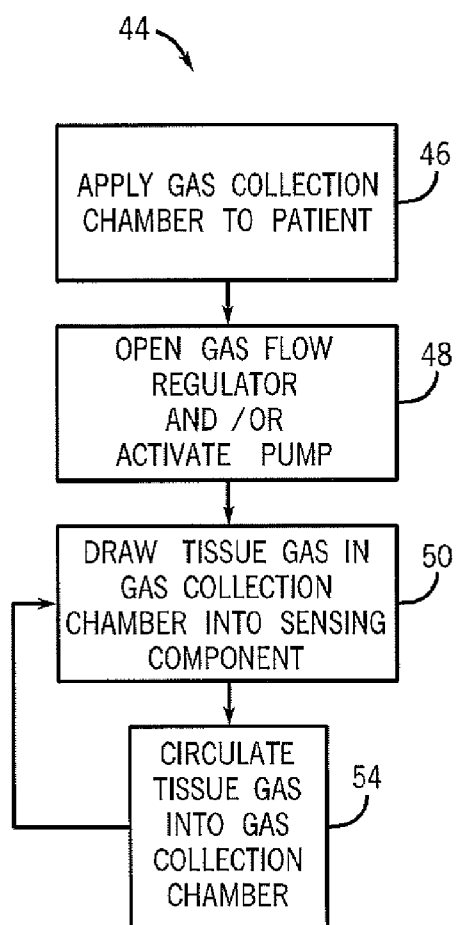 44
APPLY GAS COLLECTION
CHAMBER TO PATIENT
46
OPEN GAS FLOW
REGULATOR
AND /OR
ACTIVATE PUMP
48
DRAW TISSUE GAS IN
GAS COLLECTION
CHAMBER INTO SENSING
COMPONENT
50
CIRCULATE
TISSUE GAS
INTO GAS
COLLECTION
CHAMBER
54